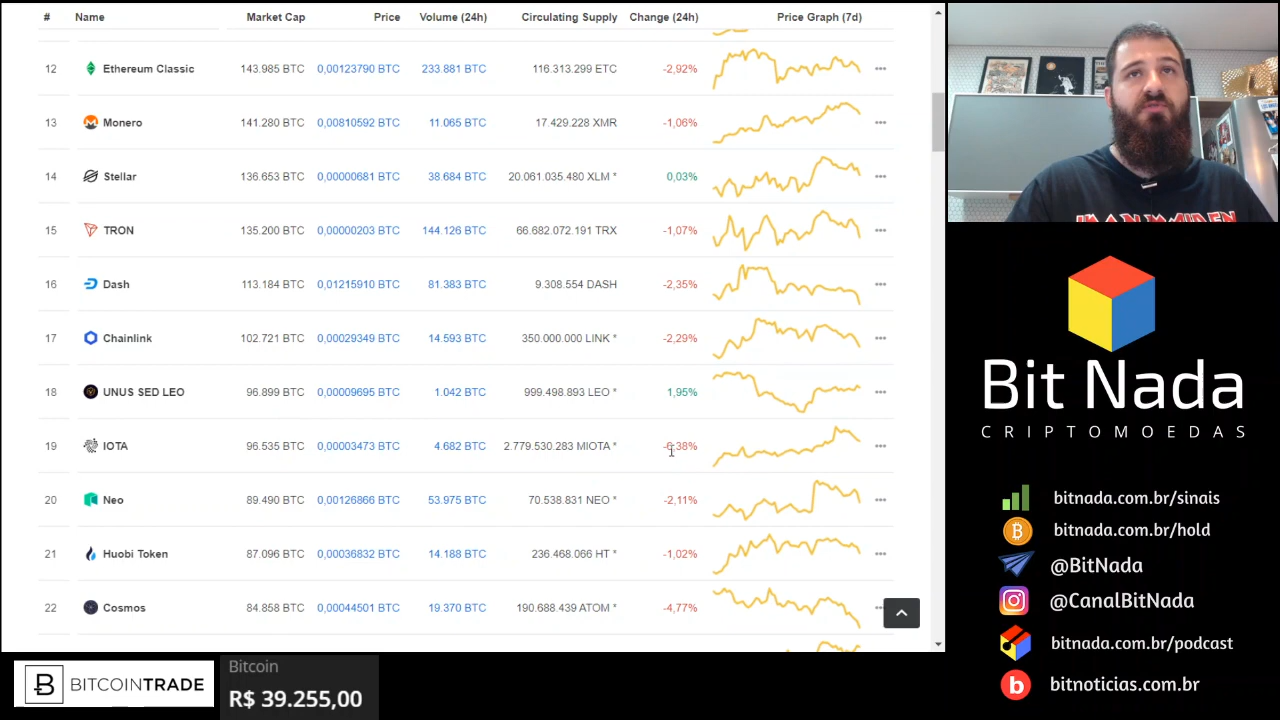 # Name Market Cap Price Volume (24h) Circulating Supply Change (24h) Price Graph (7d)
12 Ethereum Classic 143.985 BTC 0,00123790 BTC 233.881 BTC 116.313.299 ETC -2,92%
13 Monero 141.280 BTC 0,00810592 BTC 11.065 BTC 17.429.228 XMR -1,06%
14 Stellar 136.653 BTC 0,00000681 BTC 38.684 BTC 20.061.035.480 XLM * 0,03%
15 TRON 135.200 BTC 0,00000203 BTC 144.126 BTC 66.682.072.191 TRX -1,07%
16 Dash 113.184 BTC 0,01215910 BTC 81.383 BTC 9.308.554 DASH -2,35%
17 Chainlink 102.721 BTC 0,00029349 BTC 14.593 BTC 350.000.000 LINK * -2,29%
18 UNUS SED LEO 96.899 BTC 0,00009695 BTC 1.042 BTC 999.498.893 LEO * 1,95%
19 IOTA 96.535 BTC 0,00003473 BTC 4.682 BTC 2.779.530.283 MIOTA * -6,38%
20 Neo 89.490 BTC 0,00126866 BTC 53.975 BTC 70.538.831 NEO * -2,11%
21 Huobi Token 87.096 BTC 0,00036832 BTC 14.188 BTC 236.468.066 HT * -1,02%
22 Cosmos 84.858 BTC 0,00044501 BTC 19.370 BTC 190.688.439 ATOM * -4,77%
IRON MAIDEN
Bit Nada
CRIPTOMOEDAS
bitnada.com.br/sinais
bitnada.com.br/hold
@BitNada
@CanalBitNada
bitnada.com.br/podcast
b bitnoticias.com.br
BITCOINTRADE
Bitcoin
R$ 39.255,00